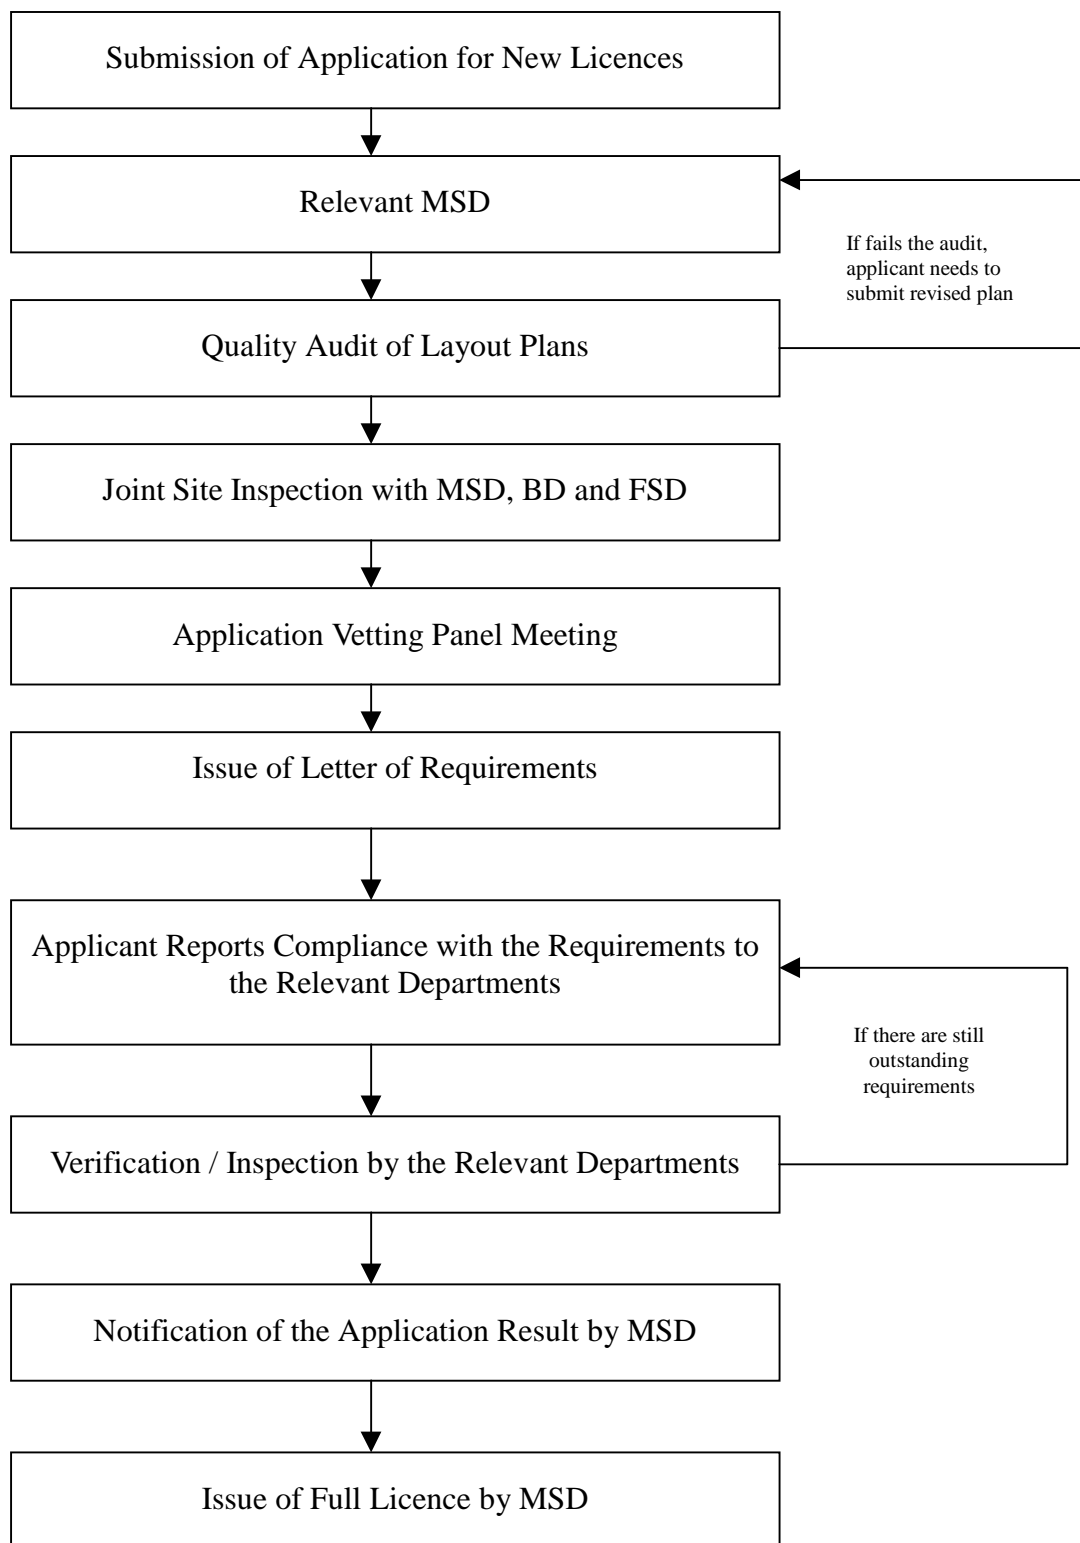 Submission of Application for New Licences
Relevant MSD
If fails the audit,
applicant needs to
submit revised plan
Quality Audit of Layout Plans
Joint Site Inspection with MSD, BD and FSD
Application Vetting Panel Meeting
Issue of Letter of Requirements
Applicant Reports Compliance with the Requirements to
the Relevant Departments
If there are still
outstanding
requirements
Verification / Inspection by the Relevant Departments
Notification of the Application Result by MSD
Issue of Full Licence by MSD